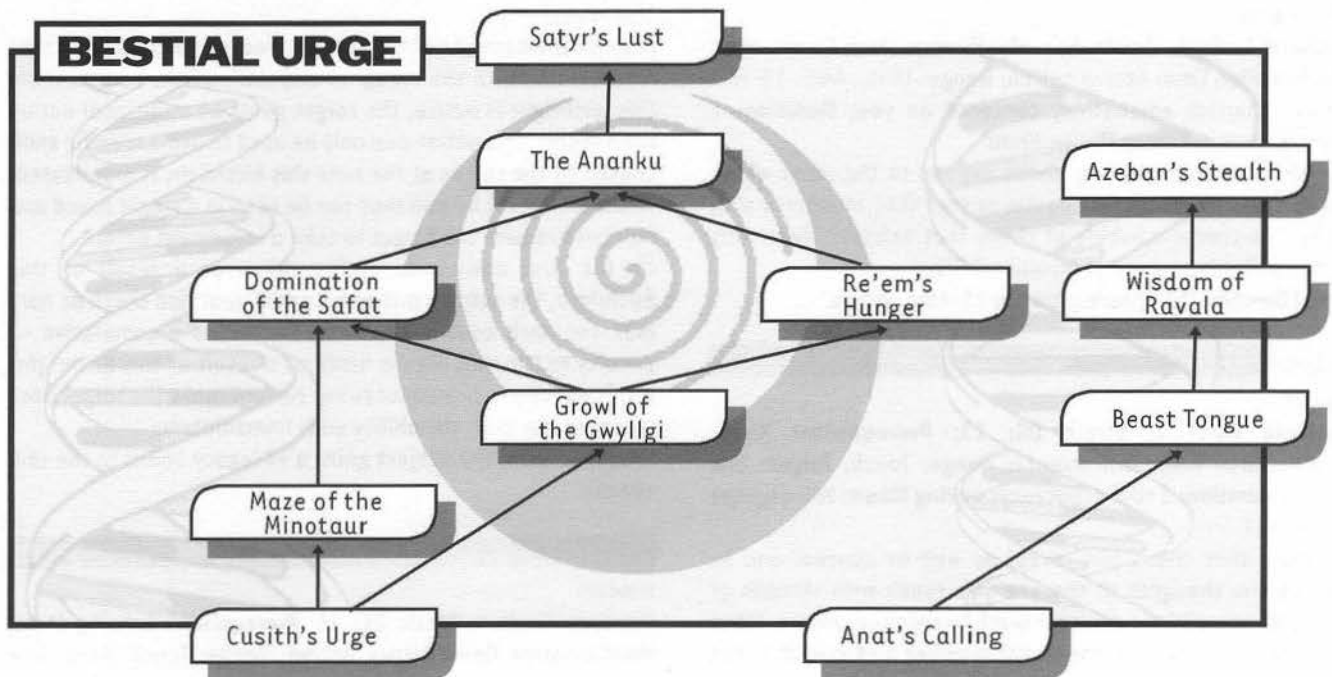 BESTIAL URGE
Satyr's Lust
The Ananku
Azeban's Stealth
Domination
of the Safat
Re'em's
Hunger
Wisdom of
Ravala
Growl of
the Gwyllgi
Beast Tongue
Maze of the
Minotaur
Cusith's Urge
Anat's Calling